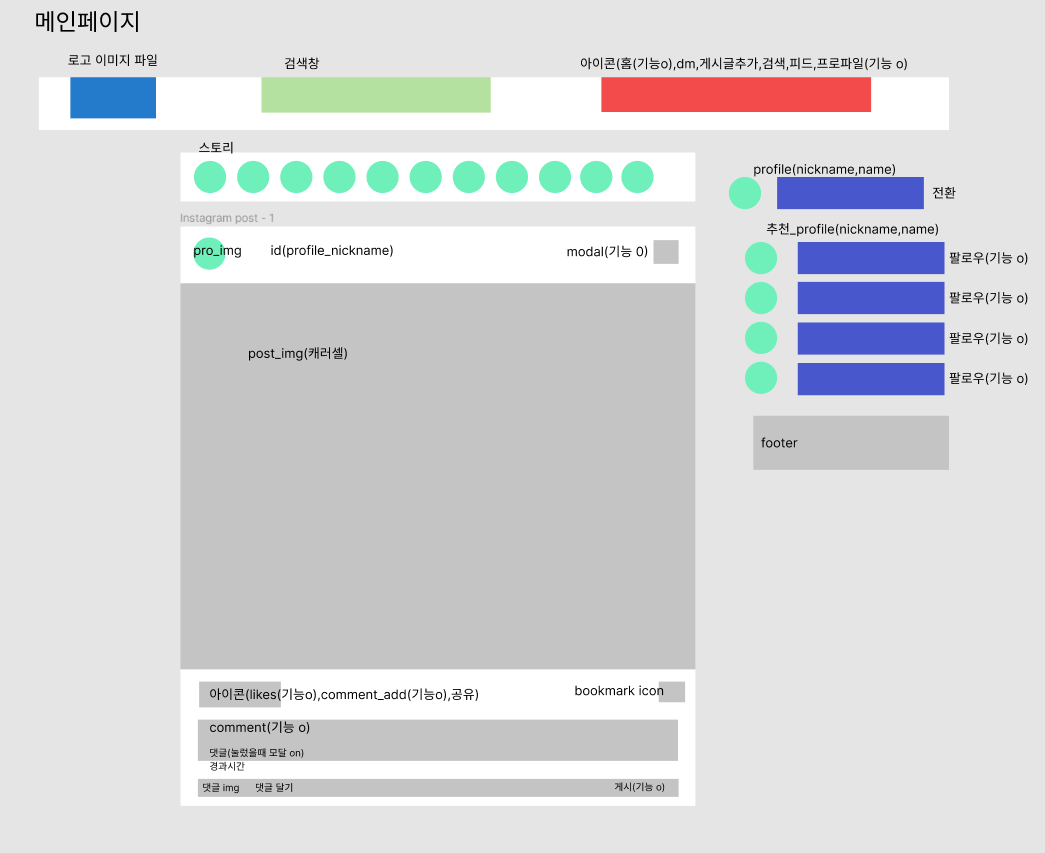 메인페이지
로고 이미지 파일
검색창
아이콘(홈(기능o),dm,게시글추가,검색,피드,프로파일(기능 o)
스토리
Instagram post - 1
pro_img
id(profile_nickname)
modal(기능 0)
post_img(캐러셀)
아이콘(likes(기능o),comment_add(기능o),공유)
bookmark icon
comment(기능 o)
댓글(눌렀을때 모달 on)
경과시간
댓글 img
댓글 달기
게시(기능 o)
profile(nickname,name)
전환
추천_profile(nickname,name)
팔로우(기능 o)
팔로우(기능 o)
팔로우(기능 o)
팔로우(기능 o)
footer